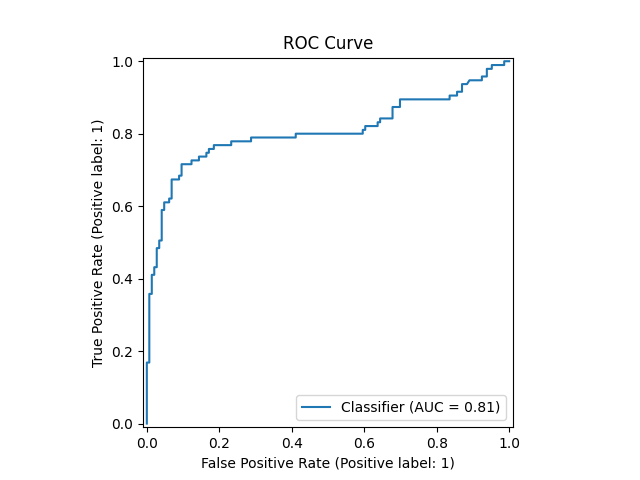 ROC Curve
1.0
0.8
0.6
0.4
0.2
0.0
True Positive Rate (Positive label: 1)
Classifier (AUC = 0.81)
0.0 0.2 0.4 0.6 0.8 1.0
False Positive Rate (Positive label: 1)